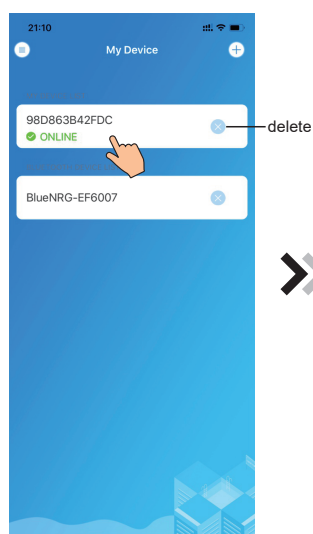 21:10
My Device
98D863B42FDC
ONLINE
delete
BlueNRG-EF6007